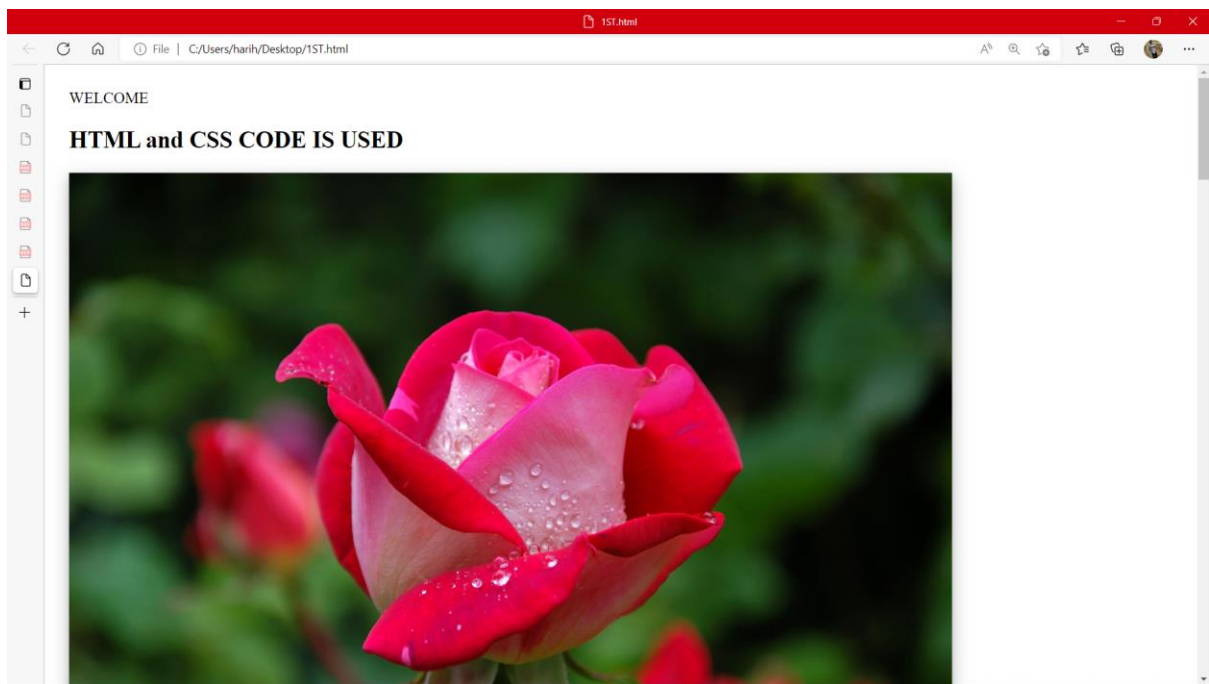 1ST.html
File | C:/Users/harih/Desktop/1ST.html
WELCOME
HTML and CSS CODE IS USED